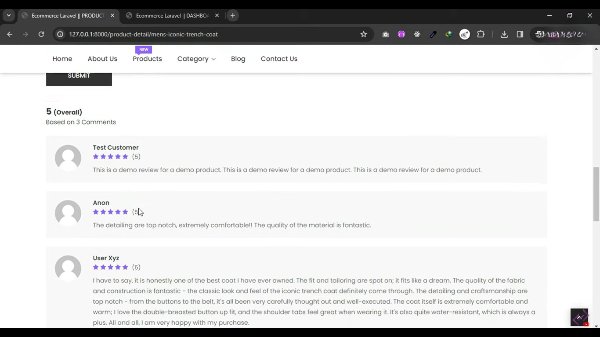 Ecommerce Laravel || PRODUCT
Ecommerce Laravel || DASHBO
127.0.0.1:8000/product-detail/mens-iconic-trench-coat
Home About Us Products Category Blog Contact Us
NEW
SUBMIT
5 (Overall)
Based on 3 Comments
Test Customer
(5)
This is a demo review for a demo product. This is a demo review for a demo product. This is a demo review for a demo product.
Anon
(5)
The detailing are top notch, extremely comfortable!! The quality of the material is fantastic.
User Xyz
(5)
I have to say, it is honestly one of the best coat I have ever owned. The fit and tailoring are spot on; it fits like a dream. The quality of the fabric
and construction is fantastic - the classic look and feel of the iconic trench coat definitely come through. The detailing and craftsmanship are
top notch - from the buttons to the belt, it's all been very carefully thought out and well-executed. The coat itself is extremely comfortable and
warm; I love the double-breasted button up fit, and the shoulder tabs feel great when wearing it. It's also quite water-resistant, which is always a
plus. All and all, I am very happy with my purchase.